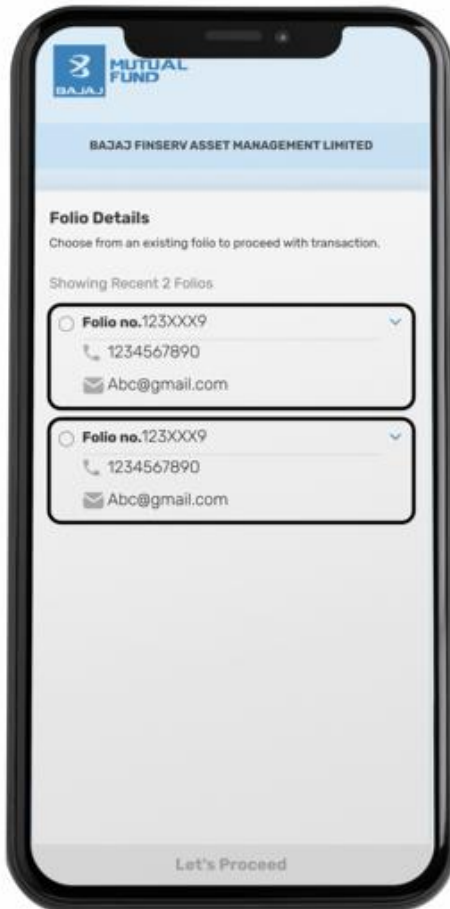 BAJAJ
MUTUAL
FUND
BAJAJ FINSERV ASSET MANAGEMENT LIMITED
Folio Details
Choose from an existing folio to proceed with transaction.
Showing Recent 2 Folios
Folio no.123XXX9
1234567890
Abc@gmail.com
Folio no.123XXX9
1234567890
Abc@gmail.com
Let's Proceed